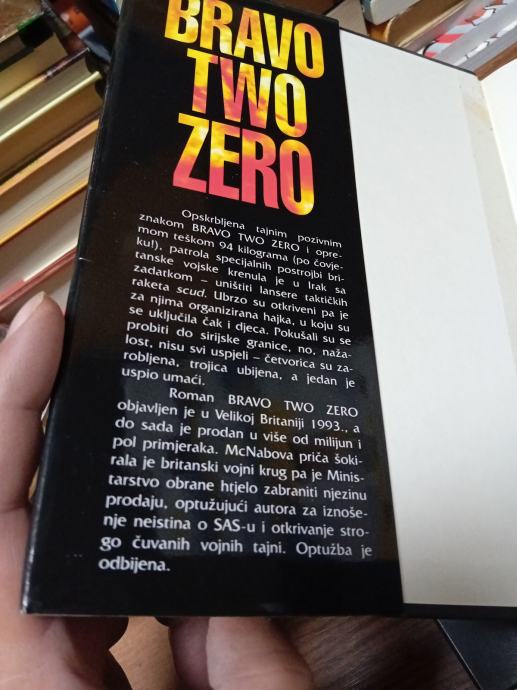 BRAVO
TWO
ZERO
Opskrbljena tajnim pozivnim
znakom BRAVO TWO ZERO i opre-
mom teškom 94 kilograma (po čovje-
ku!), patrola specijalnih postrojbi bri-
tanske vojske krenula je u Irak sa
zadatkom – uništiti lansere taktičkih
raketa scud. Ubrzo su otkriveni pa je
za njima organizirana hajka, u koju su
se uključila čak i djeca. Pokušali su se
probiti do sirijske granice, no, naža-
lost, nisu svi uspjeli – četvorica su za-
robljena, trojica ubijena, a jedan je
uspio umaći.
Roman BRAVO TWO ZERO
objavljen je u Velikoj Britaniji 1993., a
do sada je prodan u više od milijun i
pol primjeraka. McNabova priča šoki-
rala je britanski vojni krug pa je Minis-
tarstvo obrane htjelo zabraniti njezinu
prodaju, optužujući autora za iznoše-
nje neistina o SAS-u i otkrivanje stro-
go čuvanih vojnih tajni. Optužba je
odbijena.